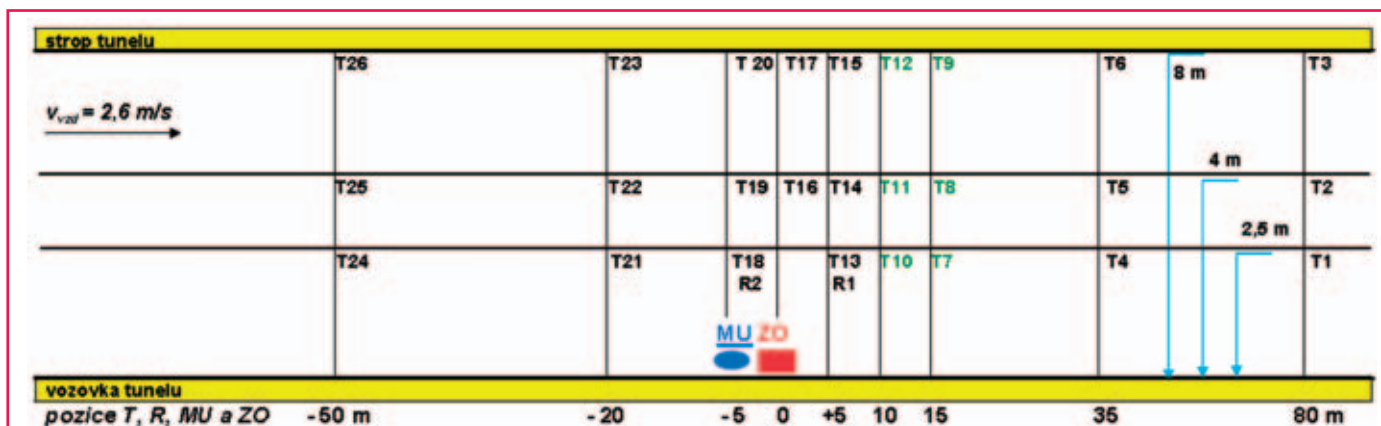 strop tunelu
T26 T23 T 20 T17 T15 T12 T9 T6 T3
8 m
v_vzd = 2,6 m/s
4 m
T25 T22 T19 T16 T14 T11 T8 T5 T2
2,5 m
T24 T21 T18 T13 T10 T7 T4 T1
R2 R1
MU ZO
vozovka tunelu
pozice T, R, MU a ZO -50 m -20 -5 0 +5 10 15 35 80 m